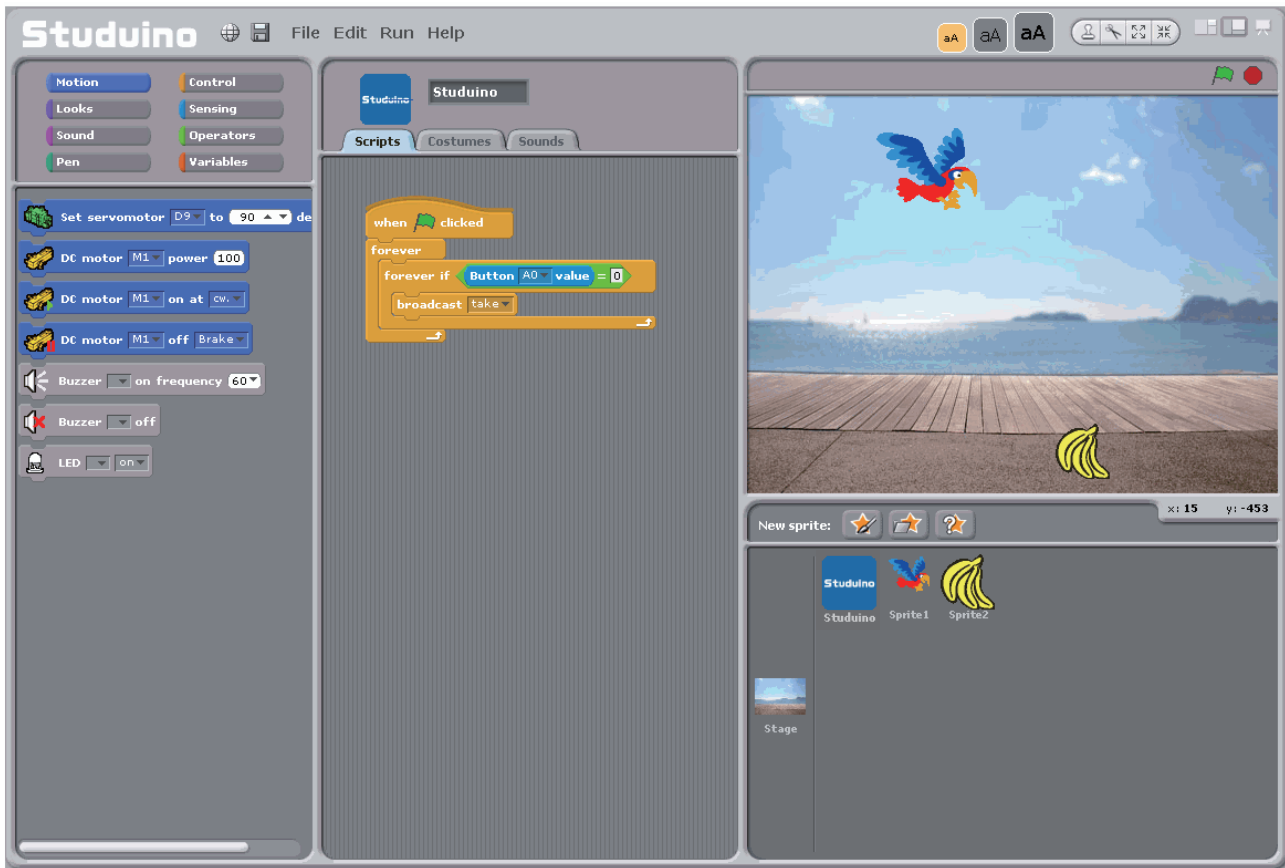 Studuino File Edit Run Help aA aA aA
Motion Control
Looks Sensing
Sound Operators
Pen Variables
Set servomotor D9 to 90 de
DC motor M1 power 100
DC motor M1 on at cw.
DC motor M1 off Brake
Buzzer on frequency 60
Buzzer off
LED on
Studuino Studuino
Scripts Costumes Sounds
when clicked
forever
forever if Button A0 value = 0
broadcast take
x: 15 y: -453
New sprite:
Studuino
Studuino Sprite1 Sprite2
Stage